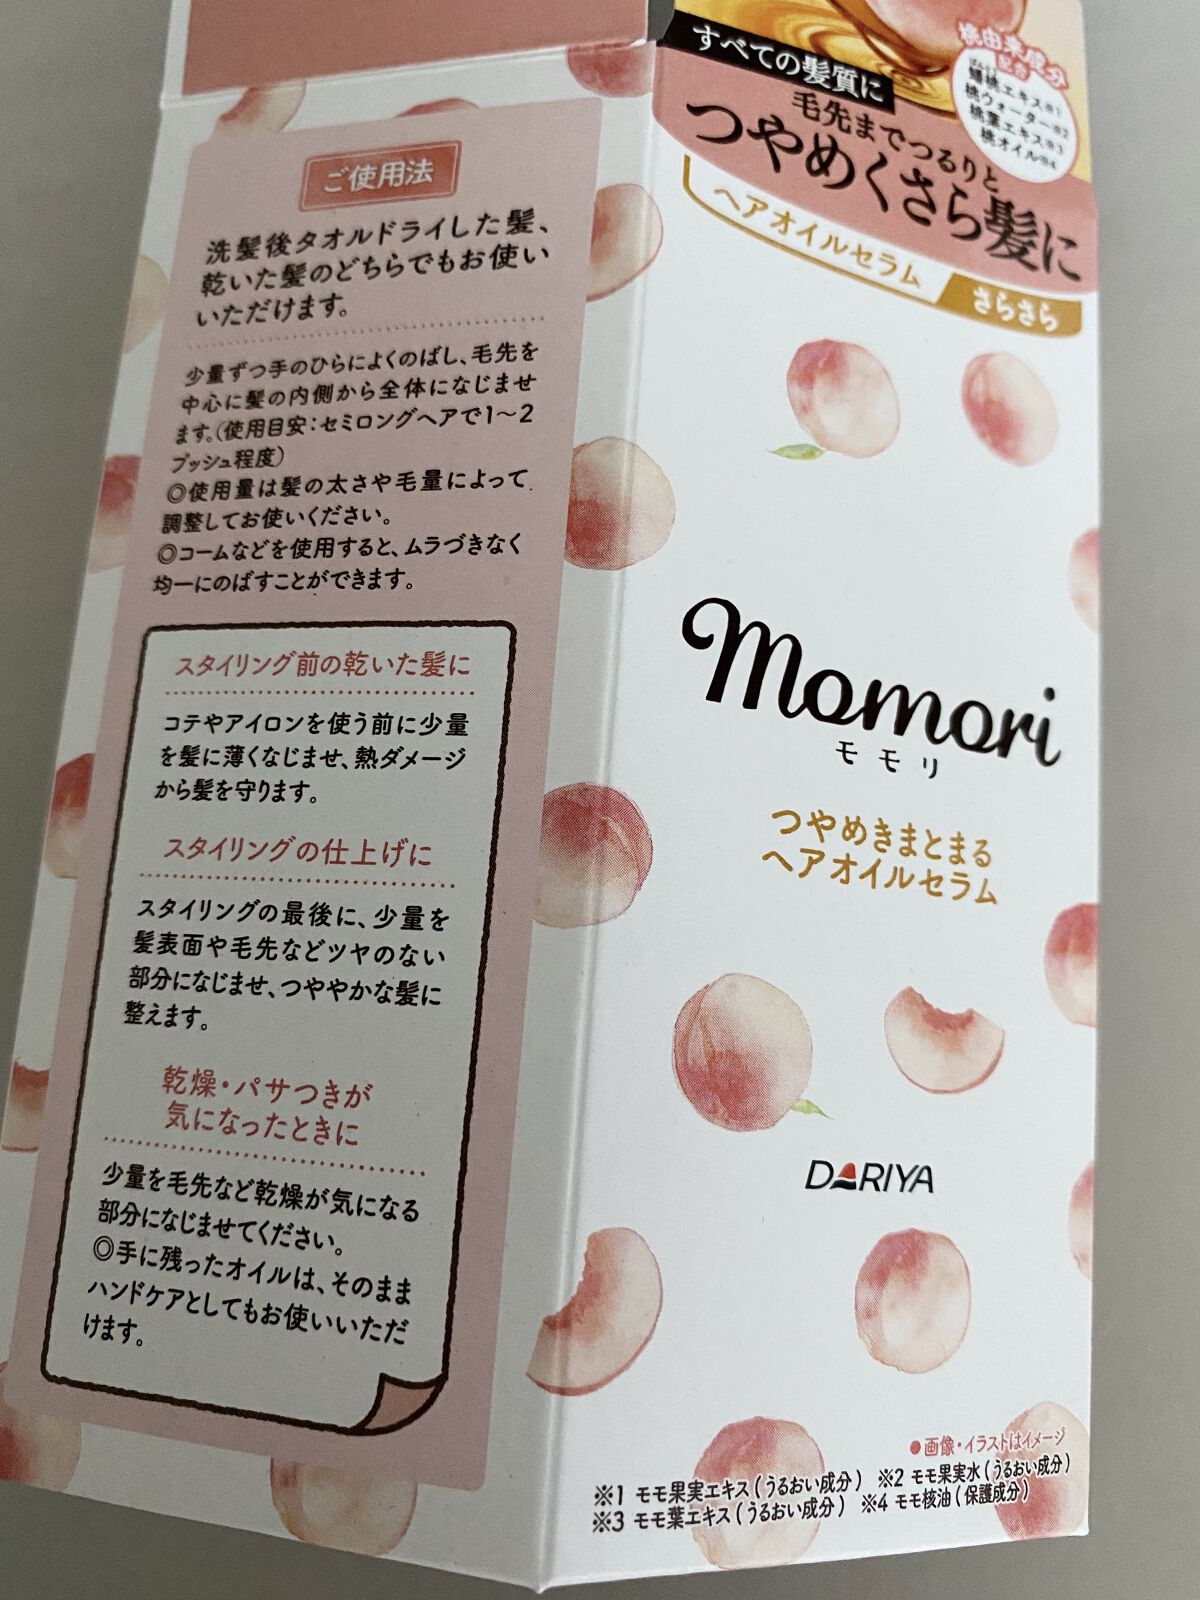 ご使用法
洗髪後タオルドライした髪、
乾いた髪のどちらでもお使い
いただけます。
少量ずつ手のひらによくのばし、毛先を
中心に髪の内側から全体になじませ
ます。(使用目安:セミロングヘアで1～2
プッシュ程度)
◎使用量は髪の太さや毛量によって
調整してお使いください。
◎コームなどを使用すると、ムラづきなく
均一にのばすことができます。
スタイリング前の乾いた髪に
コテやアイロンを使う前に少量
を髪に薄くなじませ、熱ダメージ
から髪を守ります。
スタイリングの仕上げに
スタイリングの最後に、少量を
髪表面や毛先などツヤのない
部分になじませ、つややかな髪に
整えます。
乾燥・パサつきが
気になったときに
少量を毛先など乾燥が気になる
部分になじませてください。
◎手に残ったオイルは、そのまま
ハンドケアとしてもお使いいただ
けます。
桃由来成分
配合
蟠桃エキス※1
桃ウォーター※2
桃葉エキス※3
桃オイル※4
すべての髪質に
毛先までつるりと
つやめくさら髪に
ヘアオイルセラム
さらさら
momori
モモリ
つやめきまとまる
ヘアオイルセラム
DARIYA
●画像・イラストはイメージ
※1 モモ果実エキス(うるおい成分) ※2 モモ果実水(うるおい成分)
※3 モモ葉エキス(うるおい成分) ※4 モモ核油(保護成分)